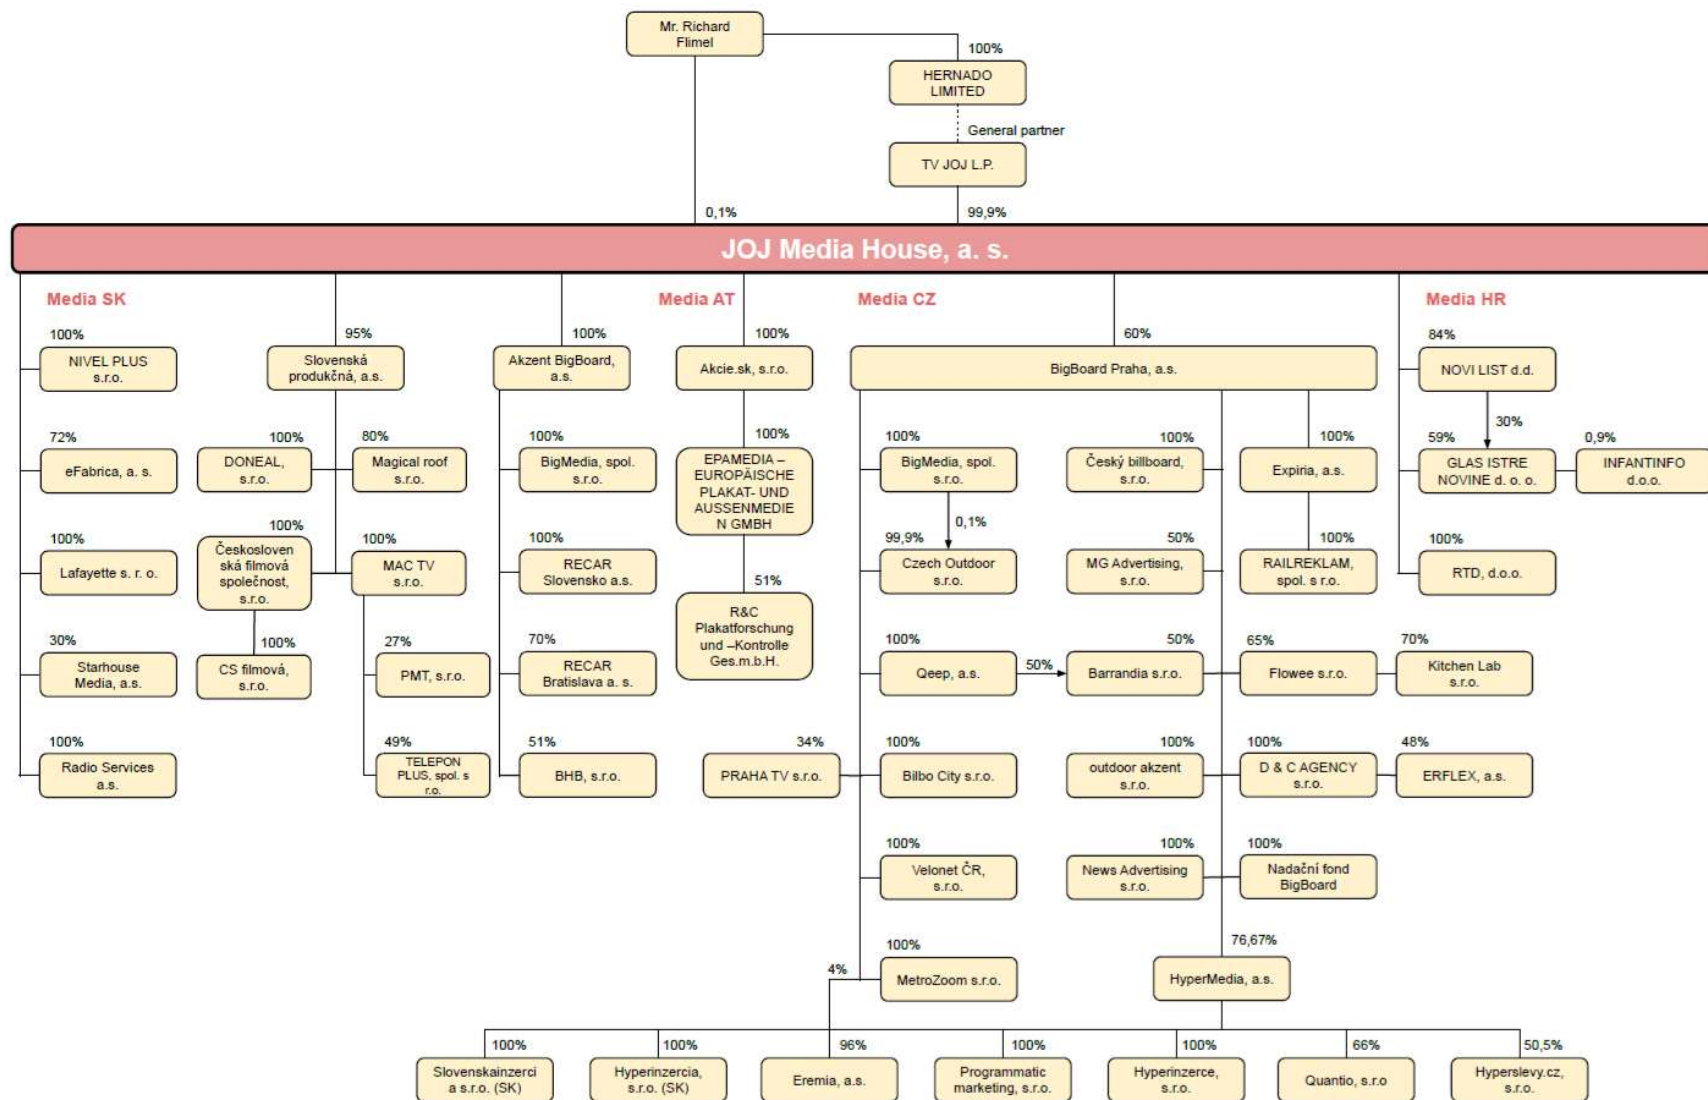 Mr. Richard
Flimel
100%
HERNADO
LIMITED
General partner
TV JOJ L.P.
0,1%
99,9%
JOJ Media House, a. s.
Media SK
Media AT
Media CZ
Media HR
100%
NIVEL PLUS
s.r.o.
95%
Slovenská
produkčná, a.s.
100%
Akzent BigBoard,
a.s.
100%
Akcie.sk, s.r.o.
60%
BigBoard Praha, a.s.
84%
NOVI LIST d.d.
30%
72%
eFabrica, a. s.
100%
DONEAL,
s.r.o.
80%
Magical roof
s.r.o.
100%
BigMedia, spol.
s.r.o.
100%
EPAMEDIA –
EUROPÄISCHE
PLAKAT- UND
AUSSENMEDIE
N GMBH
100%
BigMedia, spol.
s.r.o.
0,1%
100%
Český billboard,
s.r.o.
100%
Expiria, a.s.
59%
GLAS ISTRE
NOVINE d. o. o.
0,9%
INFANTINFO
d.o.o.
100%
Lafayette s. r. o.
100%
Českosloven
ská filmová
společnost,
s.r.o.
100%
MAC TV
s.r.o.
100%
RECAR
Slovensko a.s.
51%
R&C
Plakatforschung
und –Kontrolle
Ges.m.b.H.
99,9%
Czech Outdoor
s.r.o.
50%
MG Advertising,
s.r.o.
100%
RAILREKLAM,
spol. s r.o.
100%
RTD, d.o.o.
30%
Starhouse
Media, a.s.
100%
CS filmová,
s.r.o.
27%
PMT, s.r.o.
70%
RECAR
Bratislava a. s.
100%
Qeep, a.s.
50%
50%
Barrandia s.r.o.
65%
Flowee s.r.o.
70%
Kitchen Lab
s.r.o.
100%
Radio Services
a.s.
49%
TELEPON
PLUS, spol. s
r.o.
51%
BHB, s.r.o.
34%
PRAHA TV s.r.o.
100%
Bilbo City s.r.o.
100%
outdoor akzent
s.r.o.
100%
D & C AGENCY
s.r.o.
48%
ERFLEX, a.s.
100%
Velonet ČR,
s.r.o.
100%
News Advertising
s.r.o.
100%
Nadační fond
BigBoard
4%
100%
MetroZoom s.r.o.
76,67%
HyperMedia, a.s.
100%
Slovenskainzerci
a s.r.o. (SK)
100%
Hyperinzercia,
s.r.o. (SK)
96%
Eremia, a.s.
100%
Programmatic
marketing, s.r.o.
100%
Hyperinzerce,
s.r.o.
66%
Quantio, s.r.o
50,5%
Hyperslevy.cz,
s.r.o.